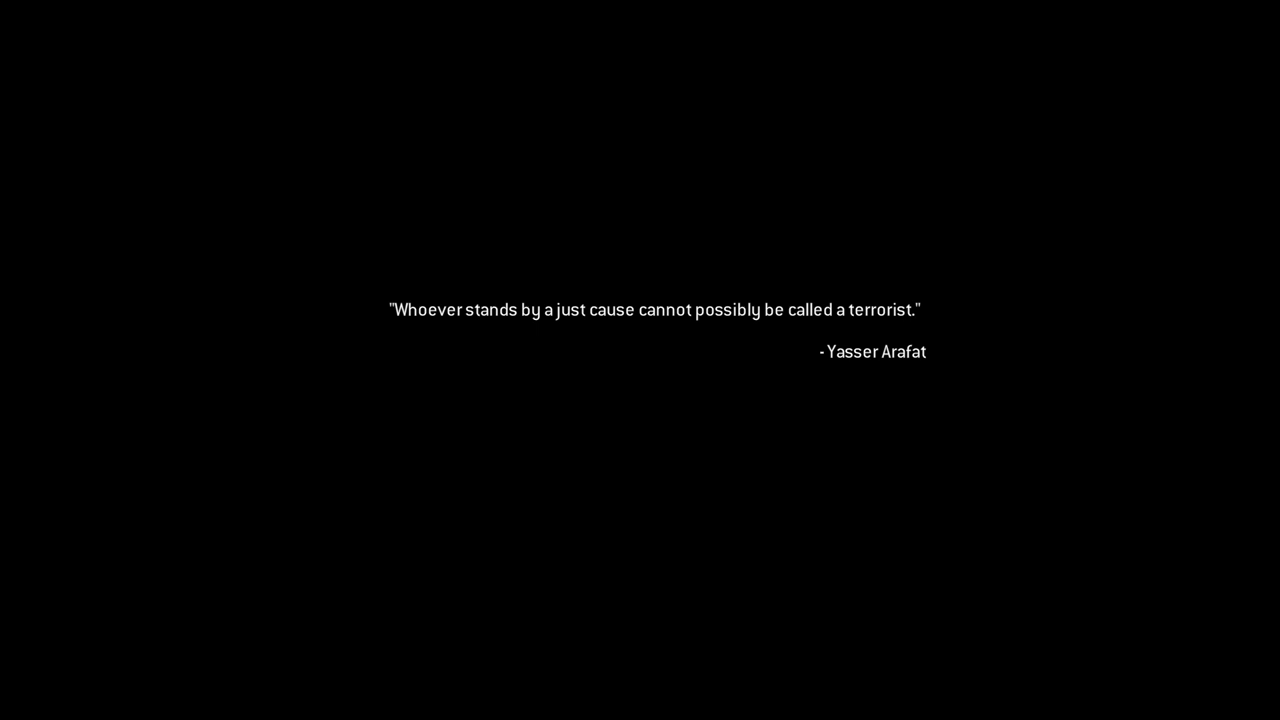 "Whoever stands by a just cause cannot possibly be called a terrorist."
- Yasser Arafat